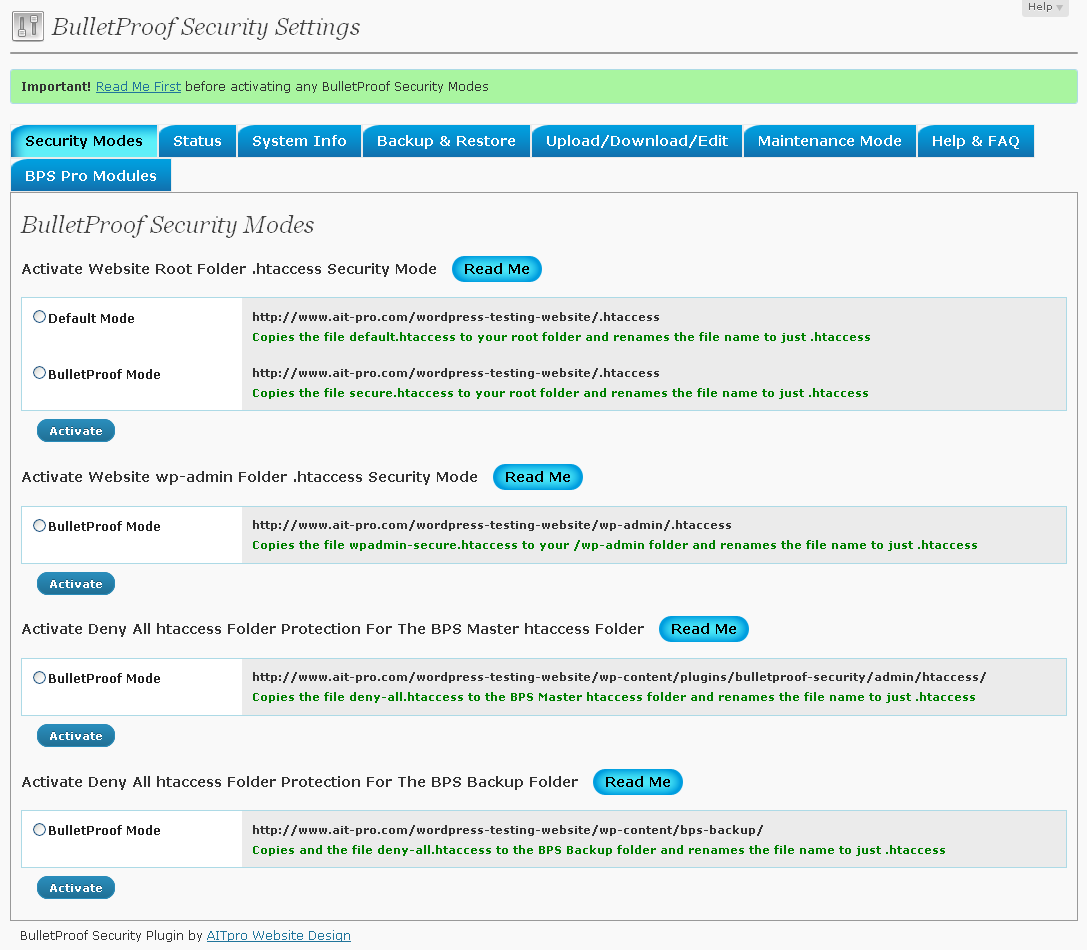 Help
BulletProof Security Settings
Important! Read Me First before activating any BulletProof Security Modes
Security Modes Status System Info Backup & Restore Upload/Download/Edit Maintenance Mode Help & FAQ
BPS Pro Modules
BulletProof Security Modes
Activate Website Root Folder .htaccess Security Mode Read Me
Default Mode http://www.ait-pro.com/wordpress-testing-website/.htaccess
Copies the file default.htaccess to your root folder and renames the file name to just .htaccess
BulletProof Mode http://www.ait-pro.com/wordpress-testing-website/.htaccess
Copies the file secure.htaccess to your root folder and renames the file name to just .htaccess
Activate
Activate Website wp-admin Folder .htaccess Security Mode Read Me
BulletProof Mode http://www.ait-pro.com/wordpress-testing-website/wp-admin/.htaccess
Copies the file wpadmin-secure.htaccess to your /wp-admin folder and renames the file name to just .htaccess
Activate
Activate Deny All htaccess Folder Protection For The BPS Master htaccess Folder Read Me
BulletProof Mode http://www.ait-pro.com/wordpress-testing-website/wp-content/plugins/bulletproof-security/admin/htaccess/
Copies the file deny-all.htaccess to the BPS Master htaccess folder and renames the file name to just .htaccess
Activate
Activate Deny All htaccess Folder Protection For The BPS Backup Folder Read Me
BulletProof Mode http://www.ait-pro.com/wordpress-testing-website/wp-content/bps-backup/
Copies and the file deny-all.htaccess to the BPS Backup folder and renames the file name to just .htaccess
Activate
BulletProof Security Plugin by AITpro Website Design